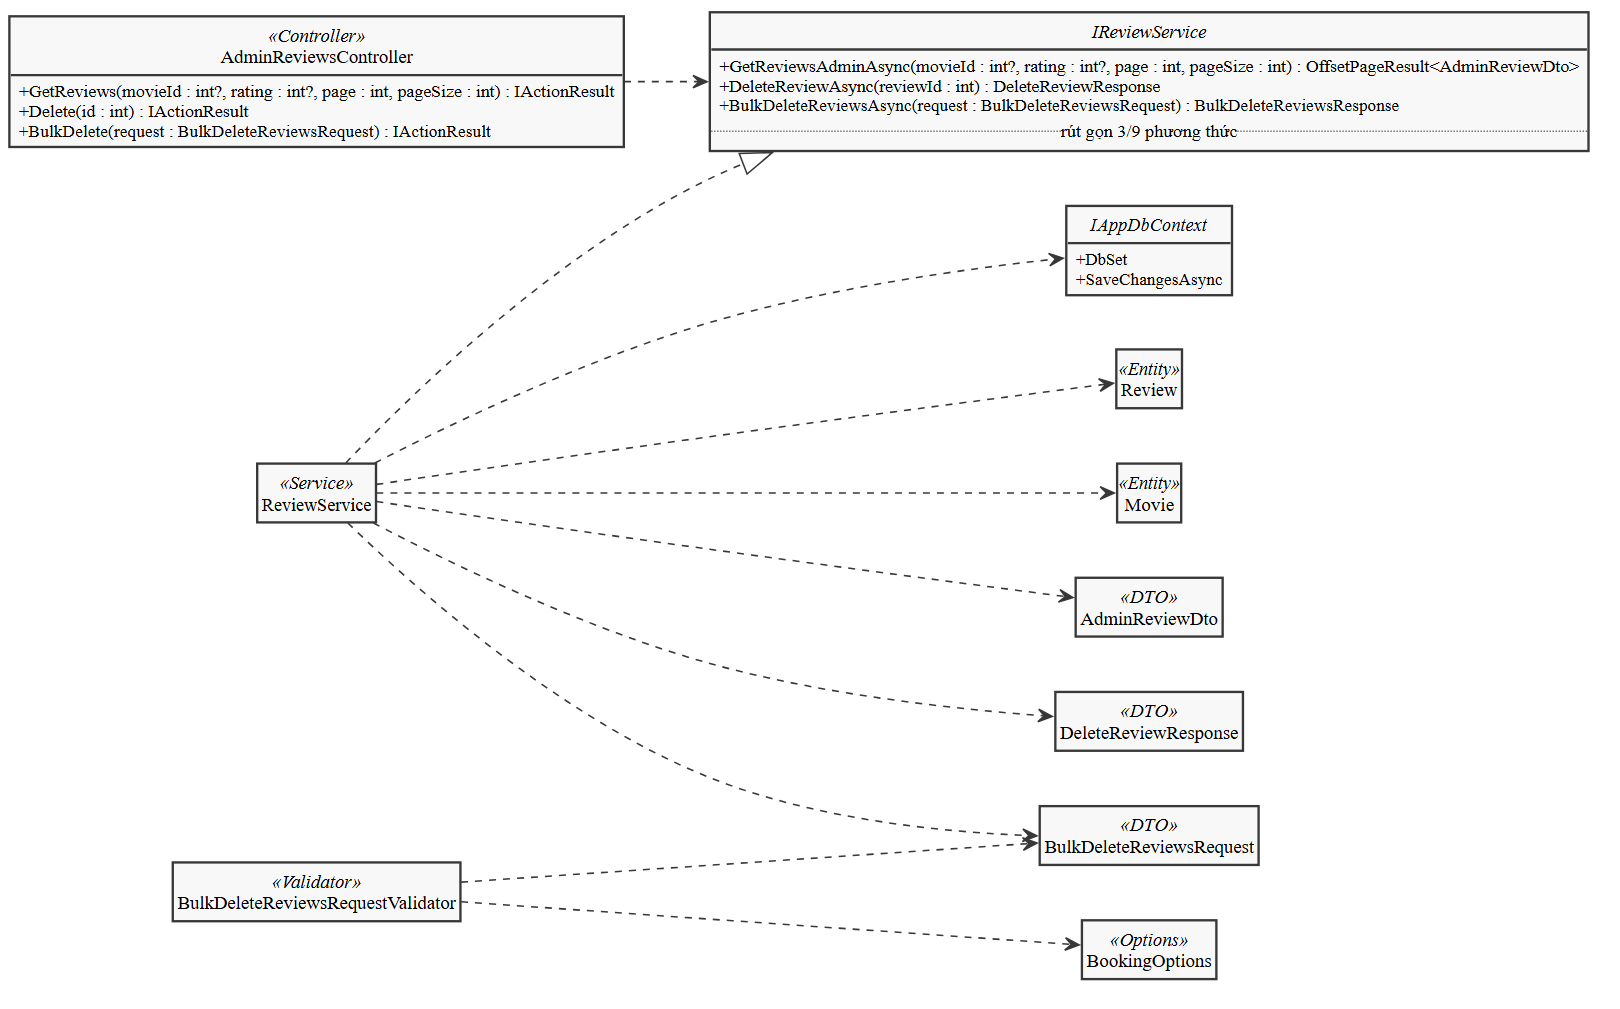 «Controller»
AdminReviewsController
+GetReviews(movieId : int?, rating : int?, page : int, pageSize : int) : IActionResult
+Delete(id : int) : IActionResult
+BulkDelete(request : BulkDeleteReviewsRequest) : IActionResult
IReviewService
+GetReviewsAdminAsync(movieId : int?, rating : int?, page : int, pageSize : int) : OffsetPageResult<AdminReviewDto>
+DeleteReviewAsync(reviewId : int) : DeleteReviewResponse
+BulkDeleteReviewsAsync(request : BulkDeleteReviewsRequest) : BulkDeleteReviewsResponse
rút gọn 3/9 phương thức
IAppDbContext
+DbSet
+SaveChangesAsync
«Entity»
Review
«Service»
ReviewService
«Entity»
Movie
«DTO»
AdminReviewDto
«DTO»
DeleteReviewResponse
«DTO»
BulkDeleteReviewsRequest
«Validator»
BulkDeleteReviewsRequestValidator
«Options»
BookingOptions